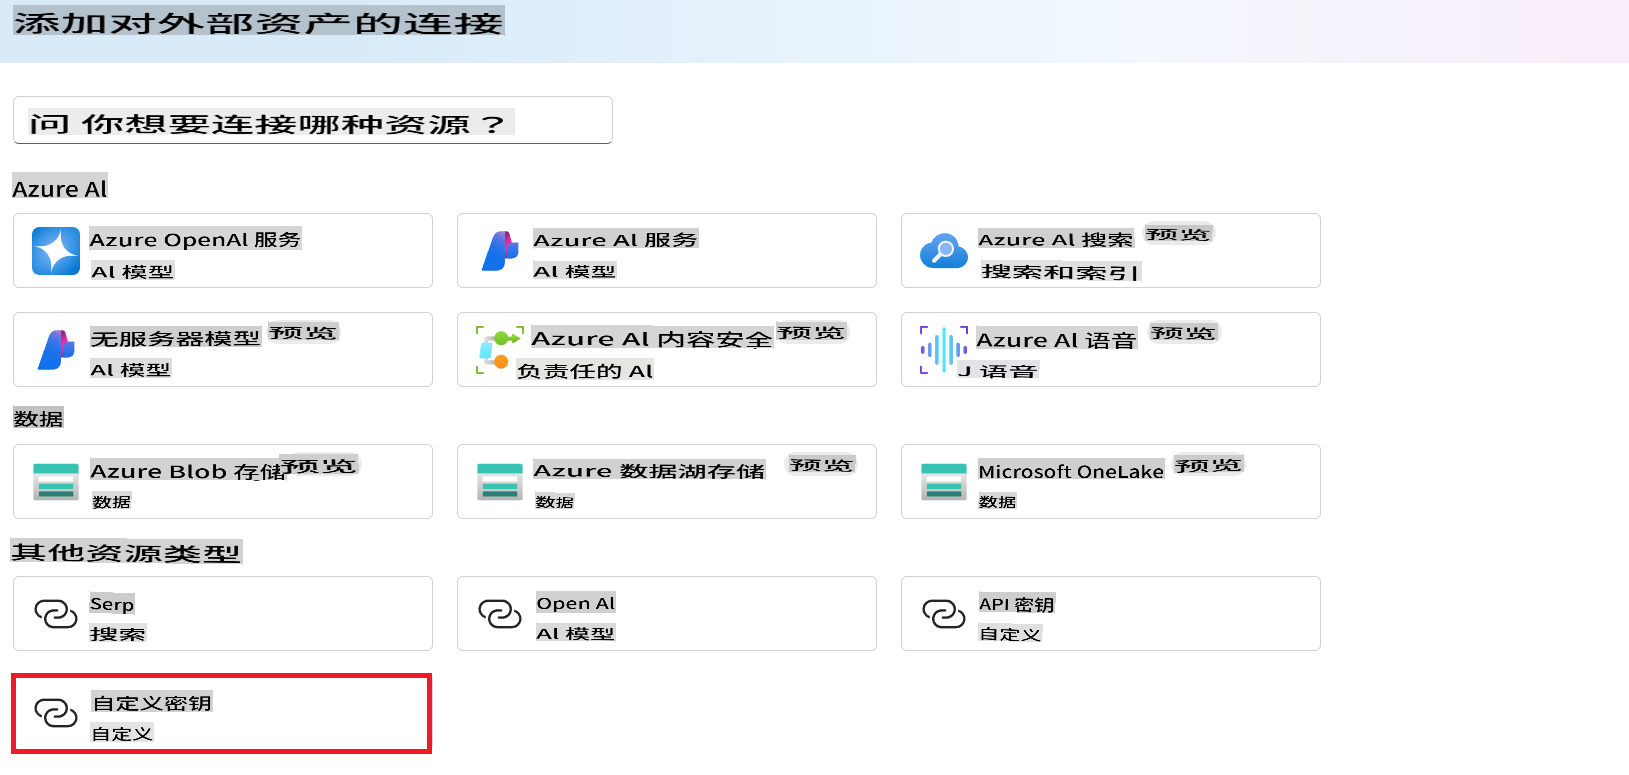 添加对外部资产的连接
问 你想要连接哪种资源？
Azure AI
Azure OpenAI 服务
AI 模型
Azure AI 服务
AI 模型
Azure AI 搜索 预览
搜索和索引
无服务器模型 预览
AI 模型
Azure AI 内容安全 预览
负责任的 AI
Azure AI 语音 预览
语音
数据
Azure Blob 存储 预览
数据
Azure 数据湖存储 预览
数据
Microsoft OneLake 预览
数据
其他资源类型
Serp
搜索
Open AI
AI 模型
API 密钥
自定义
自定义密钥
自定义